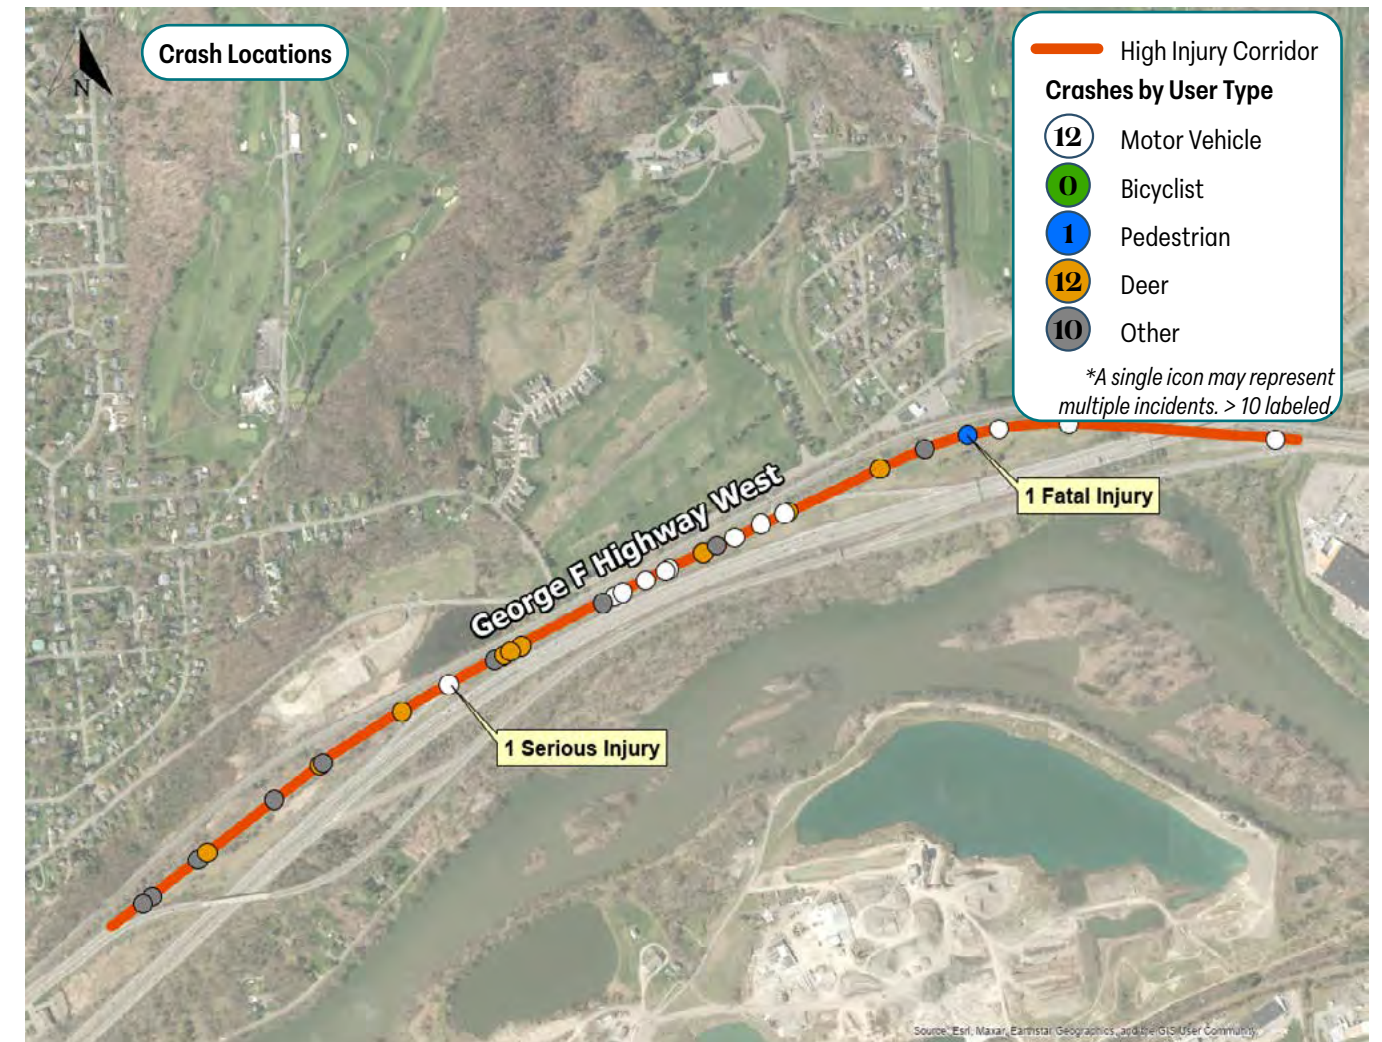 Crash Locations
N
High Injury Corridor
Crashes by User Type
12 Motor Vehicle
0 Bicyclist
1 Pedestrian
12 Deer
10 Other
*A single icon may represent
multiple incidents. > 10 labeled.
George F Highway West
1 Fatal Injury
1 Serious Injury
Source: Esri, Maxar, Earthstar Geographics, and the GIS User Community